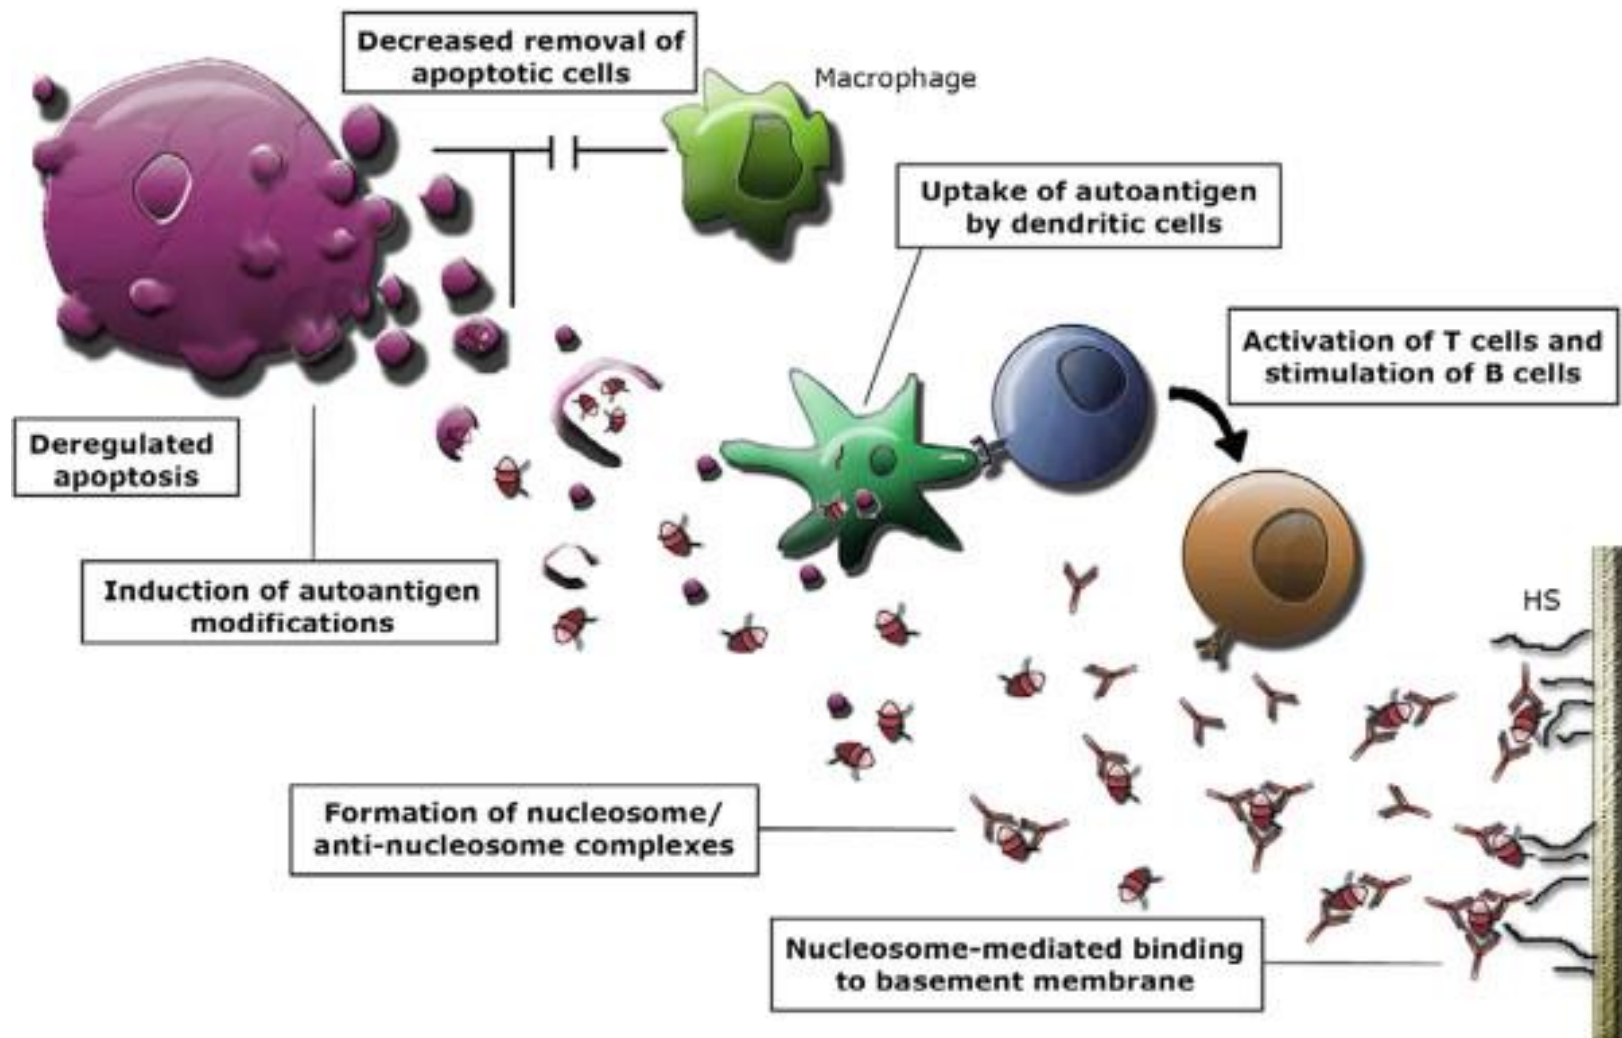 Decreased removal of
apoptotic cells
Macrophage
Uptake of autoantigen
by dendritic cells
Activation of T cells and
stimulation of B cells
Deregulated
apoptosis
Induction of autoantigen
modifications
HS
Formation of nucleosome/
anti-nucleosome complexes
Nucleosome-mediated binding
to basement membrane